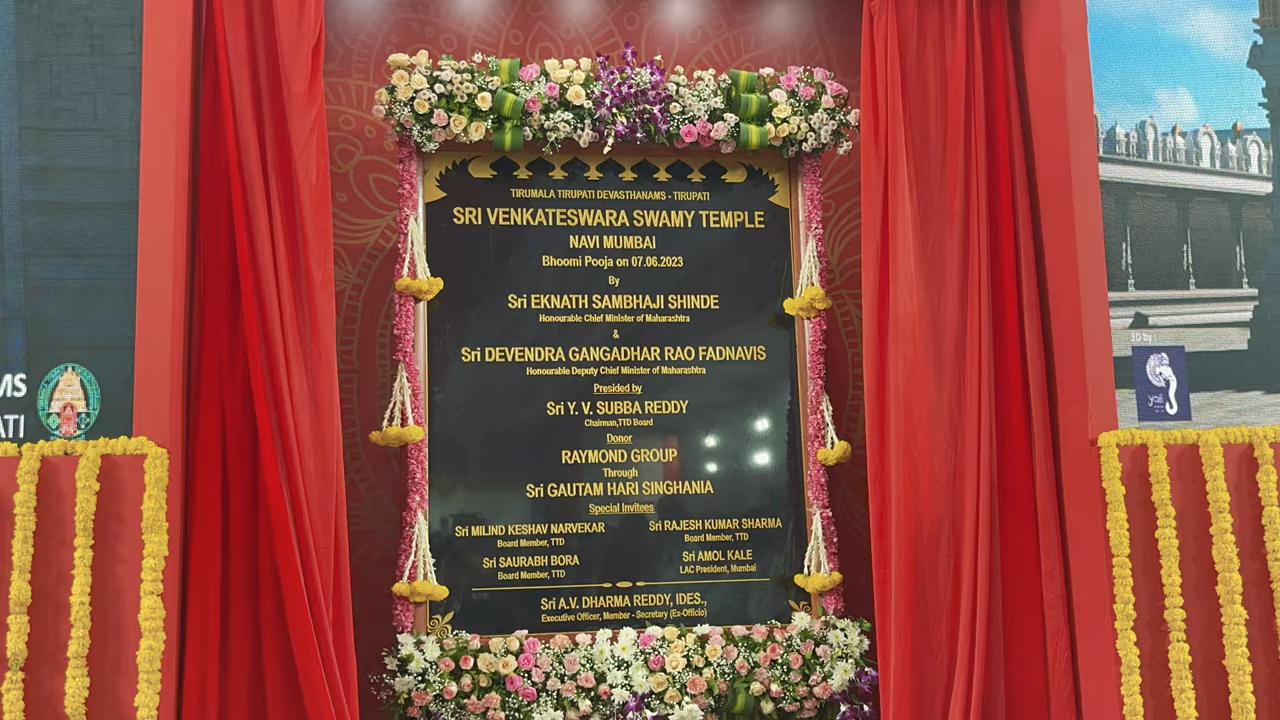 TIRUMALA TIRUPATI DEVASTHANAMS - TIRUPATI
SRI VENKATESWARA SWAMY TEMPLE
NAVI MUMBAI
Bhoomi Pooja on 07.06.2023
By
Sri EKNATH SAMBHAJI SHINDE
Honourable Chief Minister of Maharashtra
&
Sri DEVENDRA GANGADHAR RAO FADNAVIS
Honourable Deputy Chief Minister of Maharashtra
Presided by
Sri Y. V. SUBBA REDDY
Chairman,TTD Board
Donor
RAYMOND GROUP
Through
Sri GAUTAM HARI SINGHANIA
Special Invitees
Sri MILIND KESHAV NARVEKAR
Board Member, TTD
Sri RAJESH KUMAR SHARMA
Board Member, TTD
Sri SAURABH BORA
Board Member, TTD
Sri AMOL KALE
LAC President, Mumbai
Sri A.V. DHARMA REDDY, IDES.,
Executive Officer, Member - Secretary (Ex-Officio)
MS
ATI
3D by :
yali